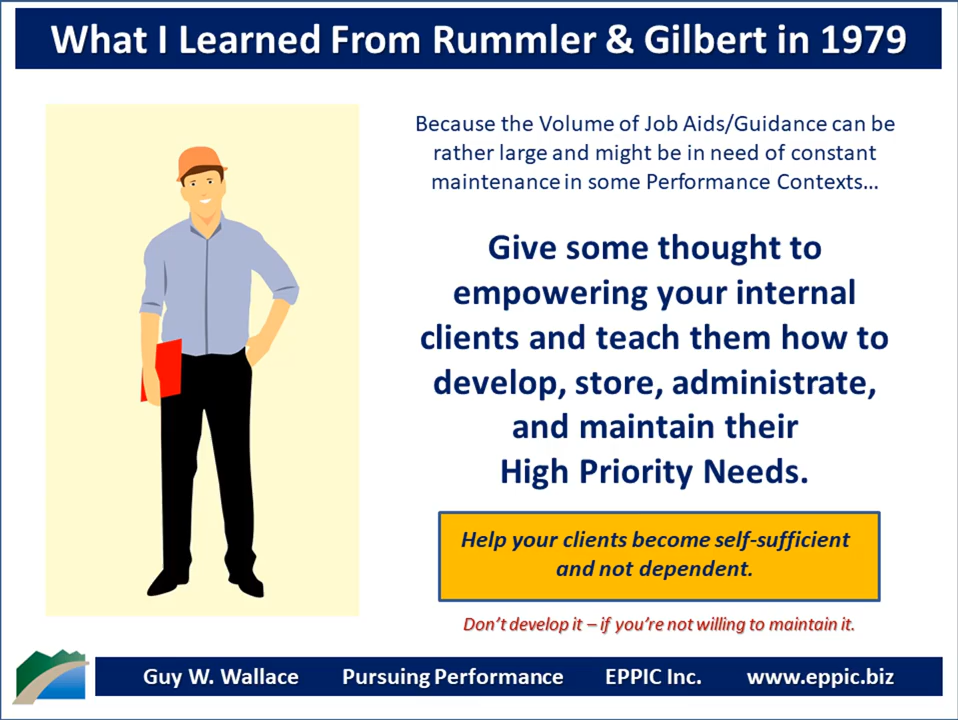 What I Learned From Rummler & Gilbert in 1979
Because the Volume of Job Aids/Guidance can be
rather large and might be in need of constant
maintenance in some Performance Contexts...
Give some thought to
empowering your internal
clients and teach them how to
develop, store, administrate,
and maintain their
High Priority Needs.
Help your clients become self-sufficient
and not dependent.
Don't develop it – if you're not willing to maintain it.
Guy W. Wallace Pursuing Performance EPPIC Inc. www.eppic.biz